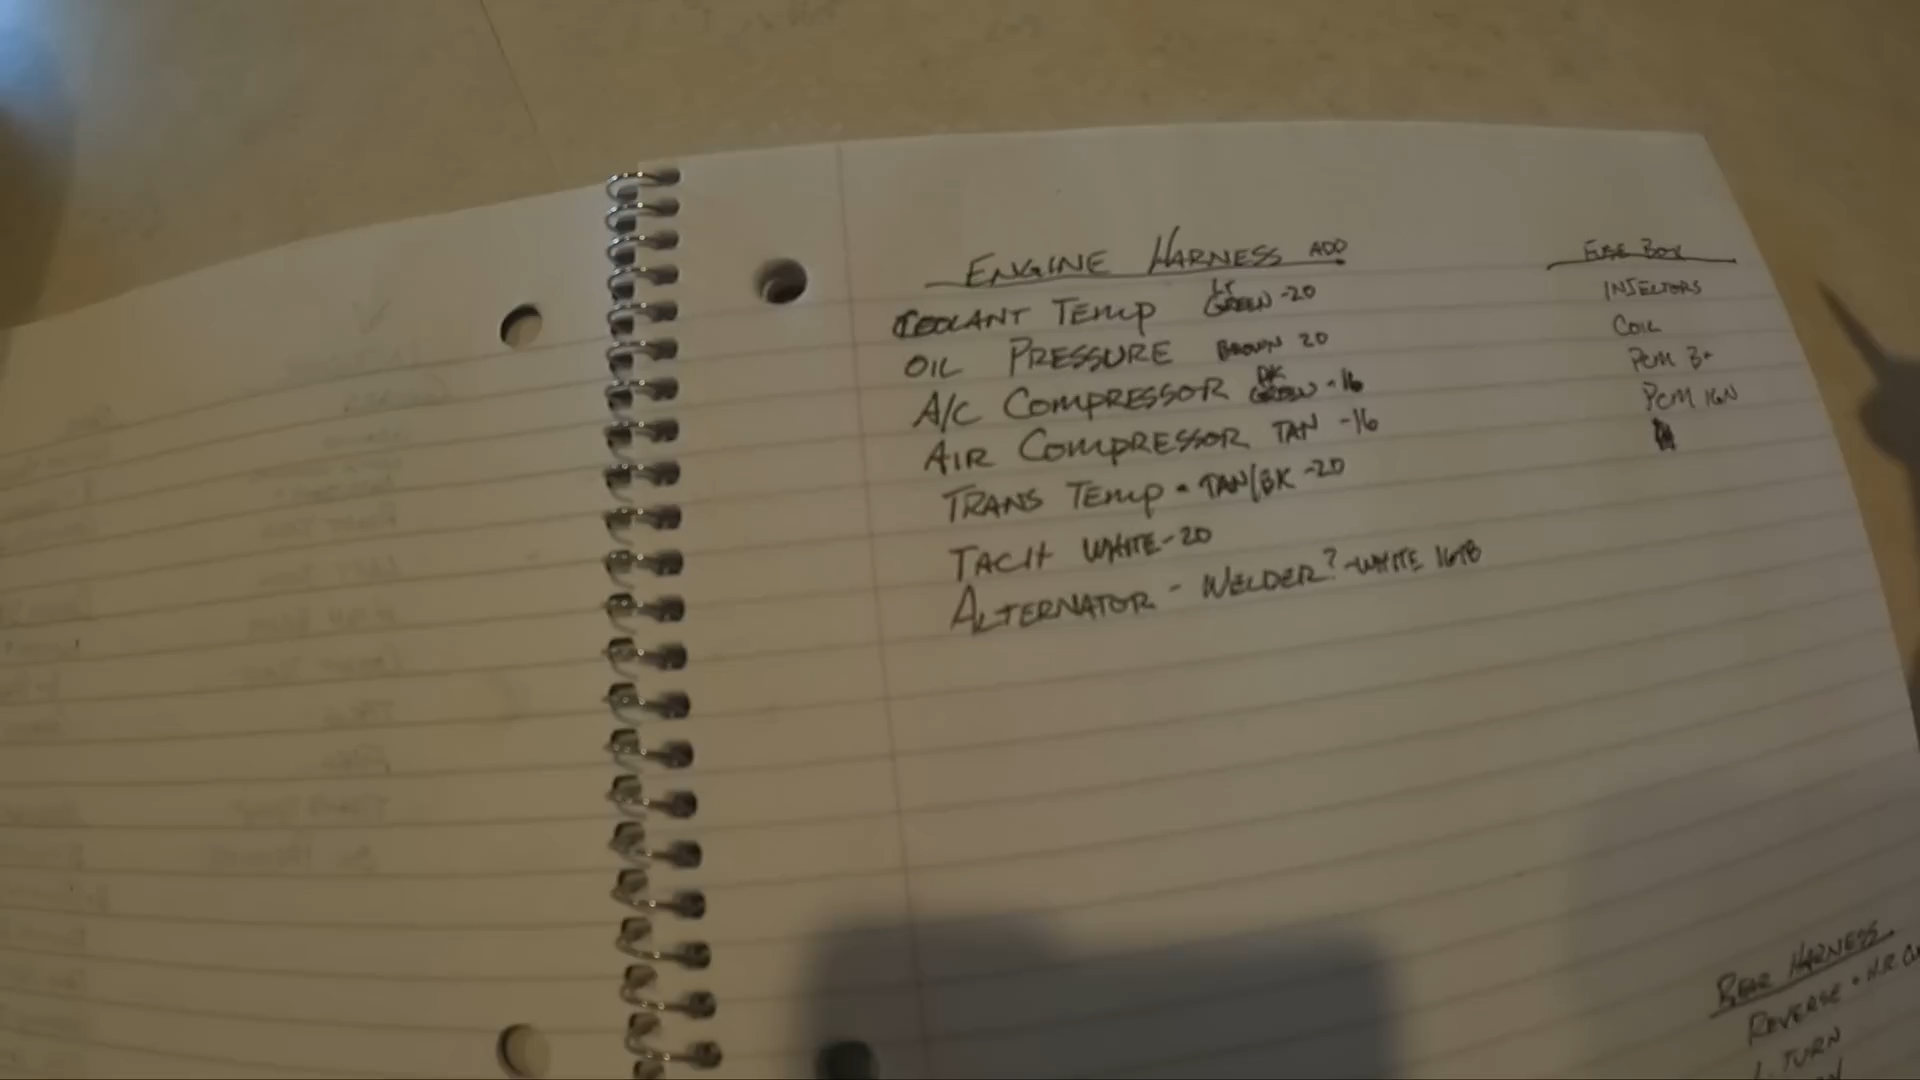 ENGINE HARNESS ADD
COOLANT TEMP LT GREEN -20
OIL PRESSURE BROWN 20
A/C COMPRESSOR DK GREEN -16
AIR COMPRESSOR TAN -16
TRANS TEMP - TAN/BK -20
TACH WHITE-20
ALTERNATOR - WELDER? -WHITE
FUSE BOX
INJECTORS
COIL
PCM B+
PCM IGN
REAR HARNESS
REVERSE
L. TURN